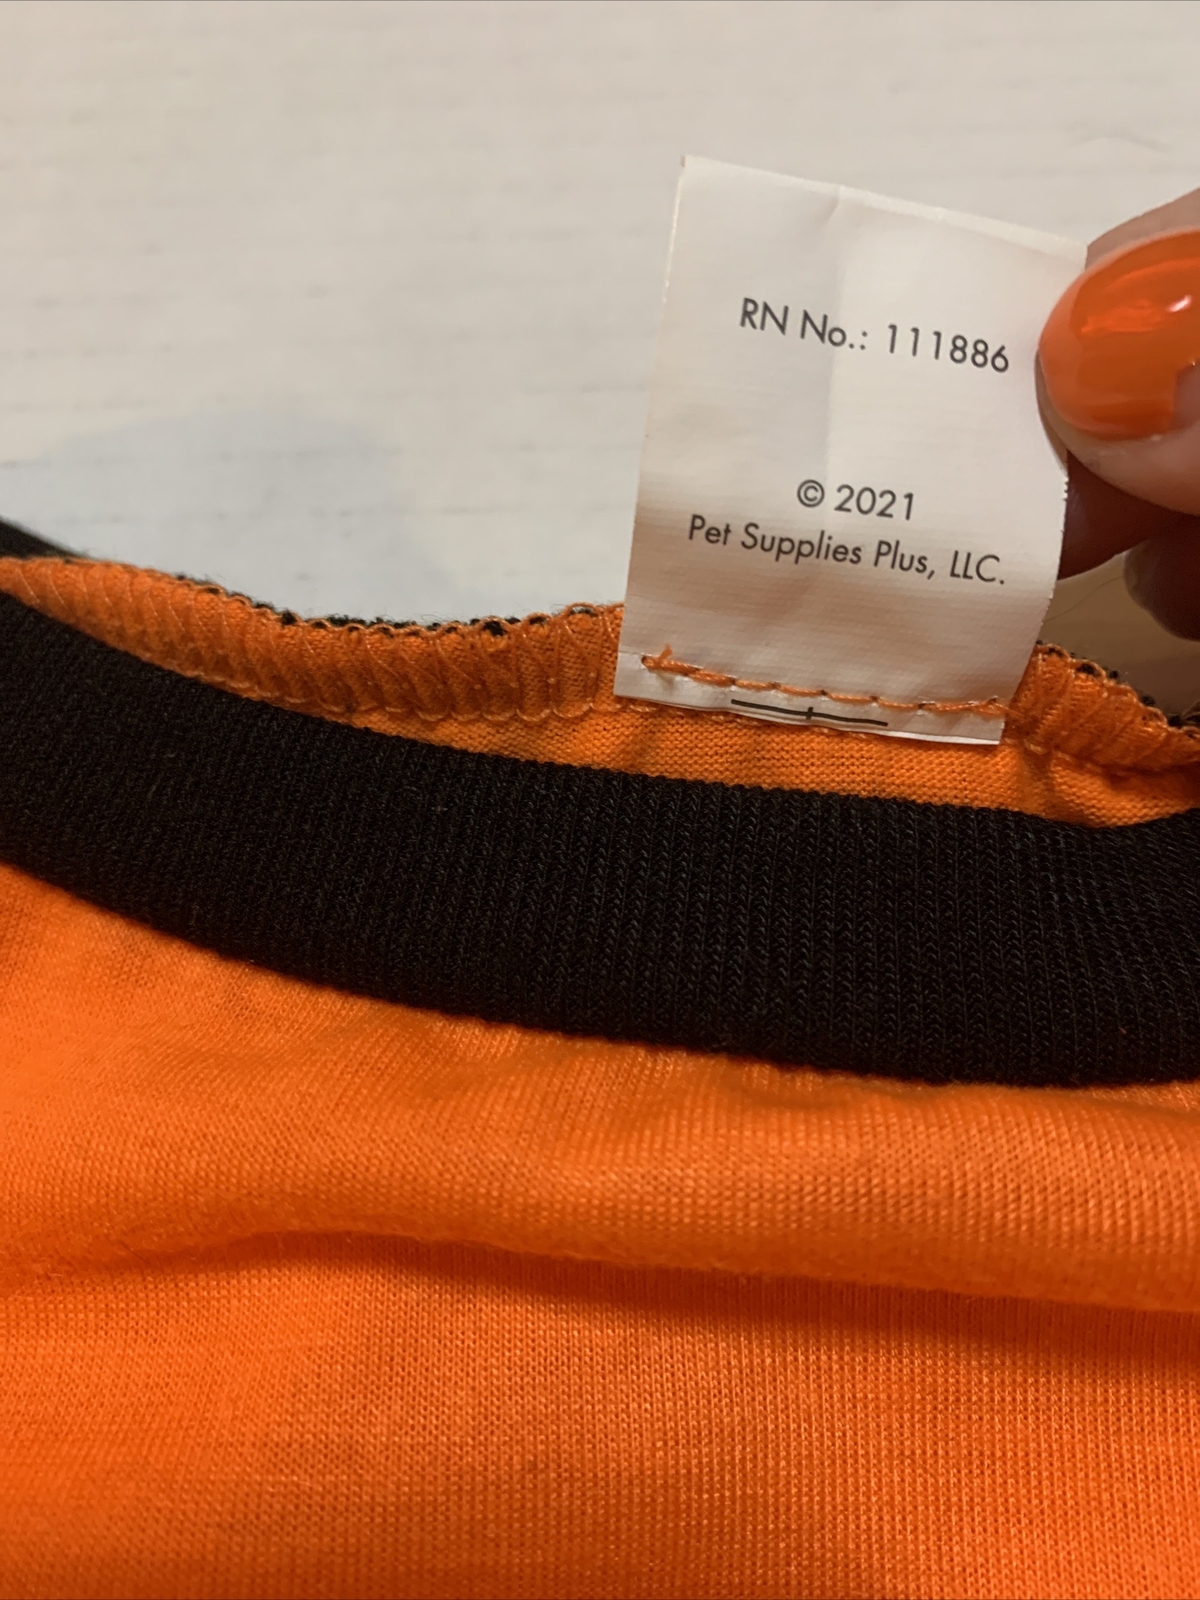 RN No.: 111886
© 2021
Pet Supplies Plus, LLC.